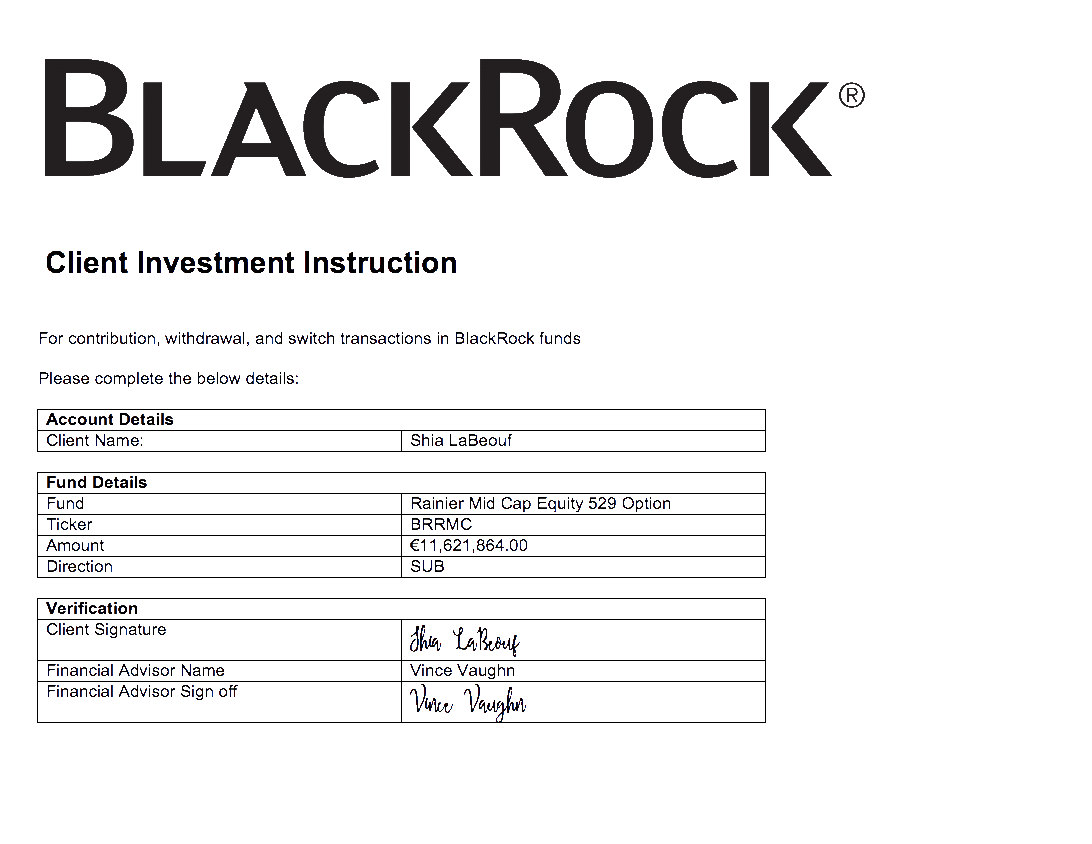 BLACKROCK®
Client Investment Instruction
For contribution, withdrawal, and switch transactions in BlackRock funds
Please complete the below details:
Account Details
Client Name: Shia LaBeouf
Fund Details
Fund Rainier Mid Cap Equity 529 Option
Ticker BRRMC
Amount €11,621,864.00
Direction SUB
Verification
Client Signature Shia LaBeouf
Financial Advisor Name Vince Vaughn
Financial Advisor Sign off Vince Vaughn